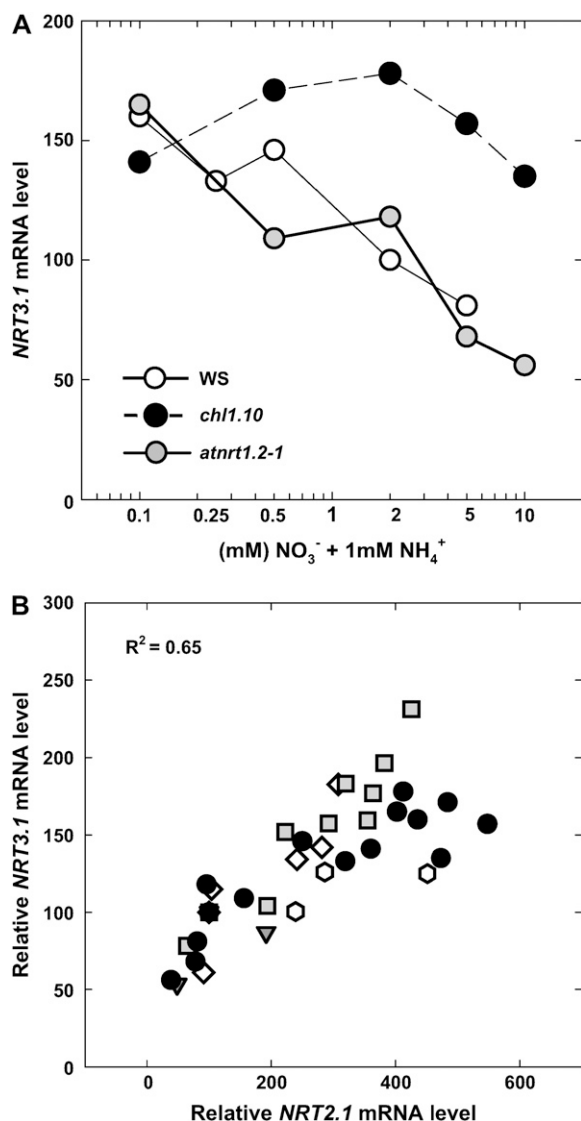 A
200
150
100
50
0
NRT3.1 mRNA level
WS
chl1.10
atnrt1.2-1
0.1 0.25 0.5 1 2 5 10
(mM) NO₃⁻ + 1mM NH₄⁺
B
300
250
200
150
100
50
0
Relative NRT3.1 mRNA level
R² = 0.65
0 200 400 600
Relative NRT2.1 mRNA level